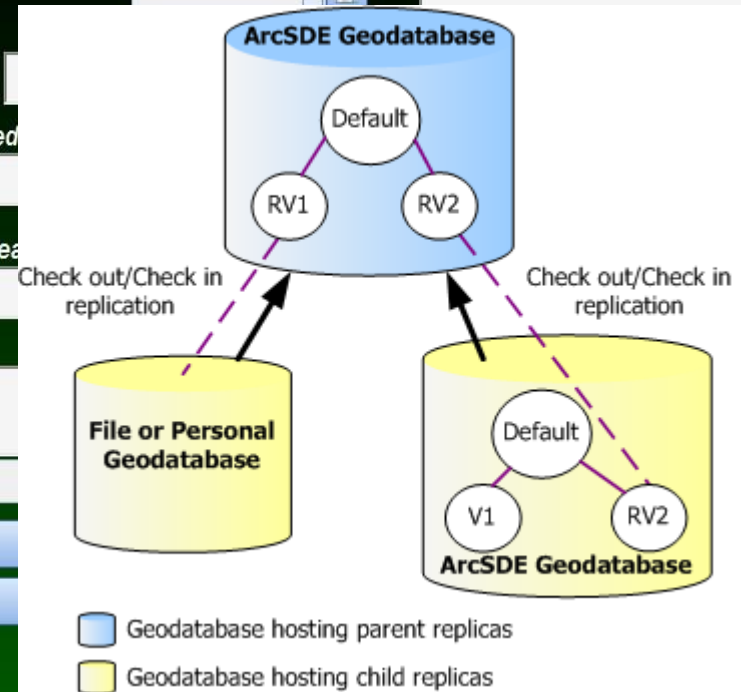 ArcSDE Geodatabase
Default
RV1
RV2
Check out/Check in
replication
Check out/Check in
replication
File or Personal
Geodatabase
Default
V1
RV2
ArcSDE Geodatabase
Geodatabase hosting parent replicas
Geodatabase hosting child replicas